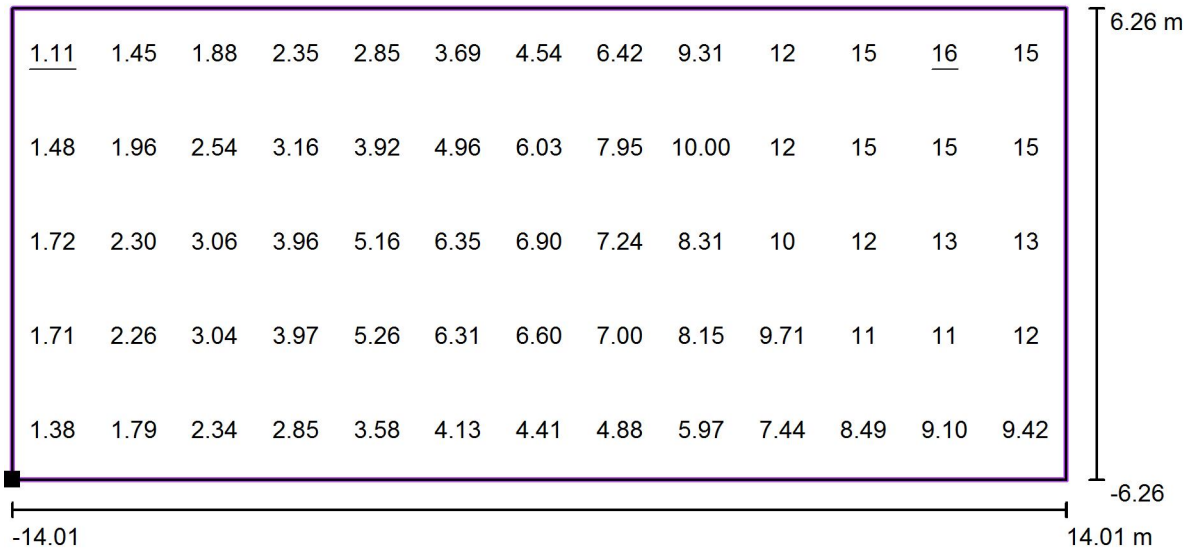 6.26 m
1.11 1.45 1.88 2.35 2.85 3.69 4.54 6.42 9.31 12 15 16 15
1.48 1.96 2.54 3.16 3.92 4.96 6.03 7.95 10.00 12 15 15 15
1.72 2.30 3.06 3.96 5.16 6.35 6.90 7.24 8.31 10 12 13 13
1.71 2.26 3.04 3.97 5.26 6.31 6.60 7.00 8.15 9.71 11 11 12
1.38 1.79 2.34 2.85 3.58 4.13 4.41 4.88 5.97 7.44 8.49 9.10 9.42
-6.26
-14.01 14.01 m